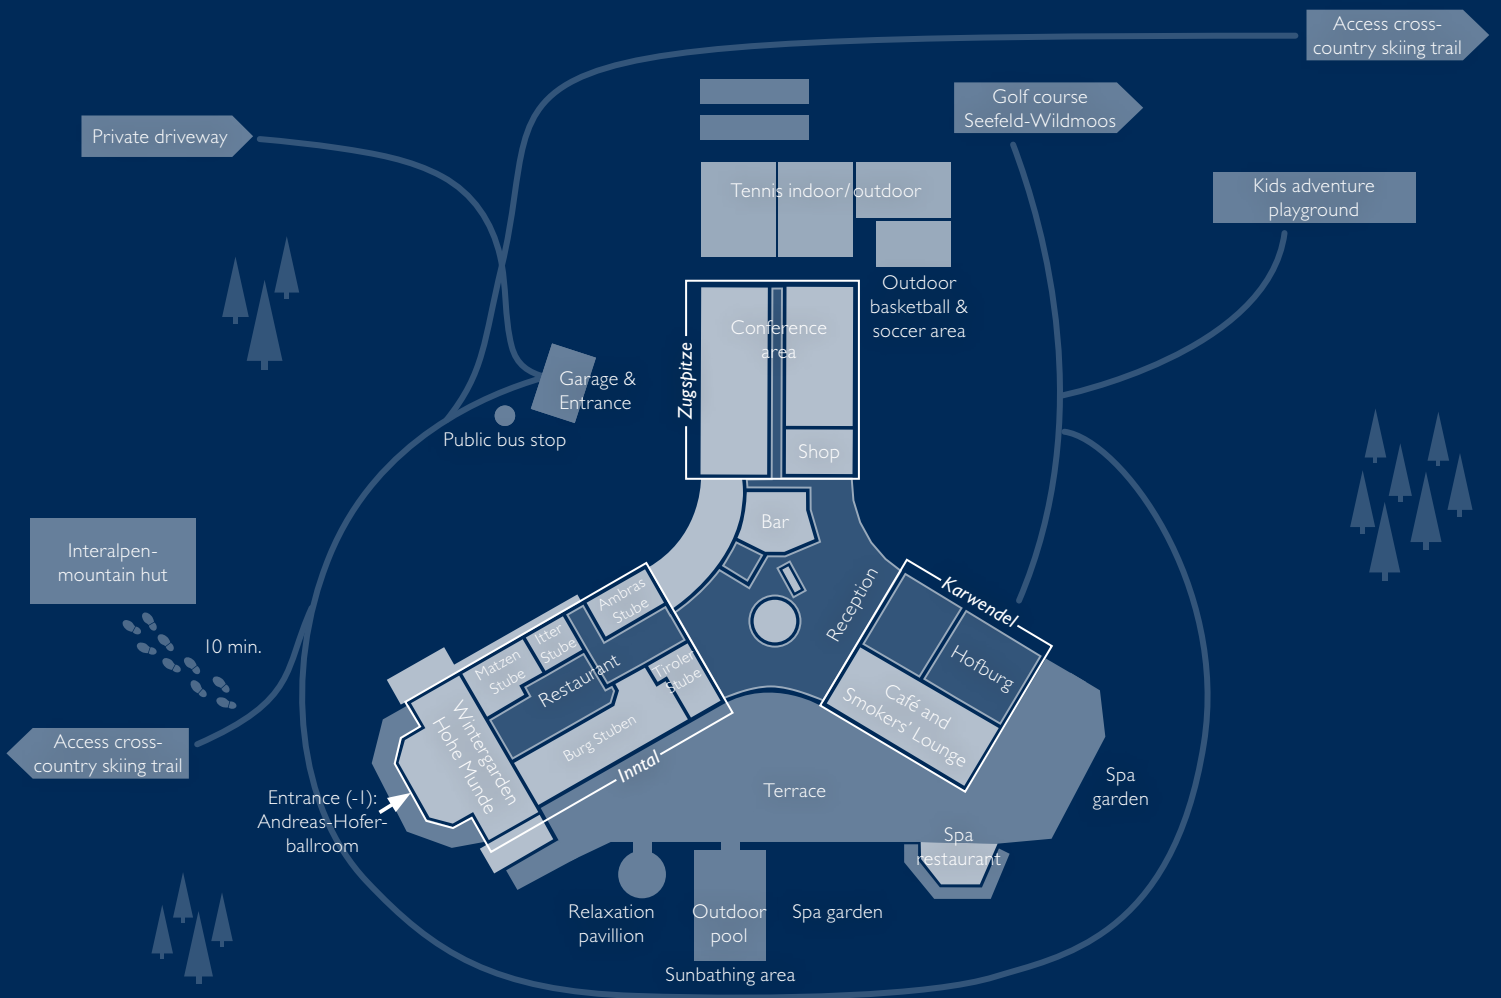 Access cross-
country skiing trail
Golf course
Seefeld-Wildmoos
Private driveway
Kids adventure
playground
Tennis indoor/outdoor
Outdoor
basketball &
soccer area
Conference
area
Zugspitze
Garage &
Entrance
Public bus stop
Shop
Bar
Interalpen-
mountain hut
10 min.
Reception
Karwendel
Hofburg
Café and
Smokers' Lounge
Ambras
Stube
Itter
Stube
Matzen
Stube
Restaurant
Tiroler
Stube
Burg Stuben
Wintergarden
Hohe Munde
Inntal
Access cross-
country skiing trail
Entrance (-1):
Andreas-Hofer-
ballroom
Terrace
Spa
garden
Spa
restaurant
Relaxation
pavillion
Outdoor
pool
Spa garden
Sunbathing area